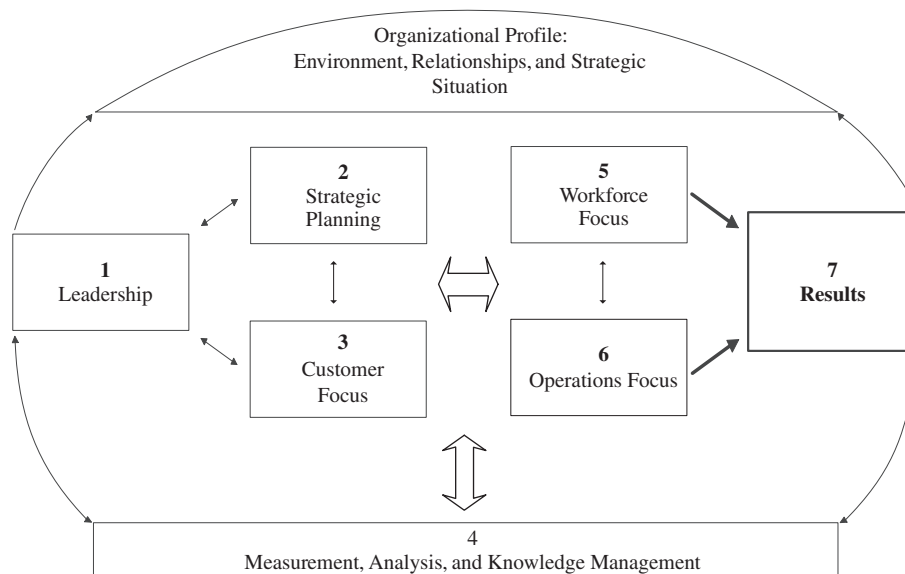 Organizational Profile:
Environment, Relationships, and Strategic
Situation
2
Strategic
Planning
5
Workforce
Focus
1
Leadership
7
Results
3
Customer
Focus
6
Operations Focus
4
Measurement, Analysis, and Knowledge Management